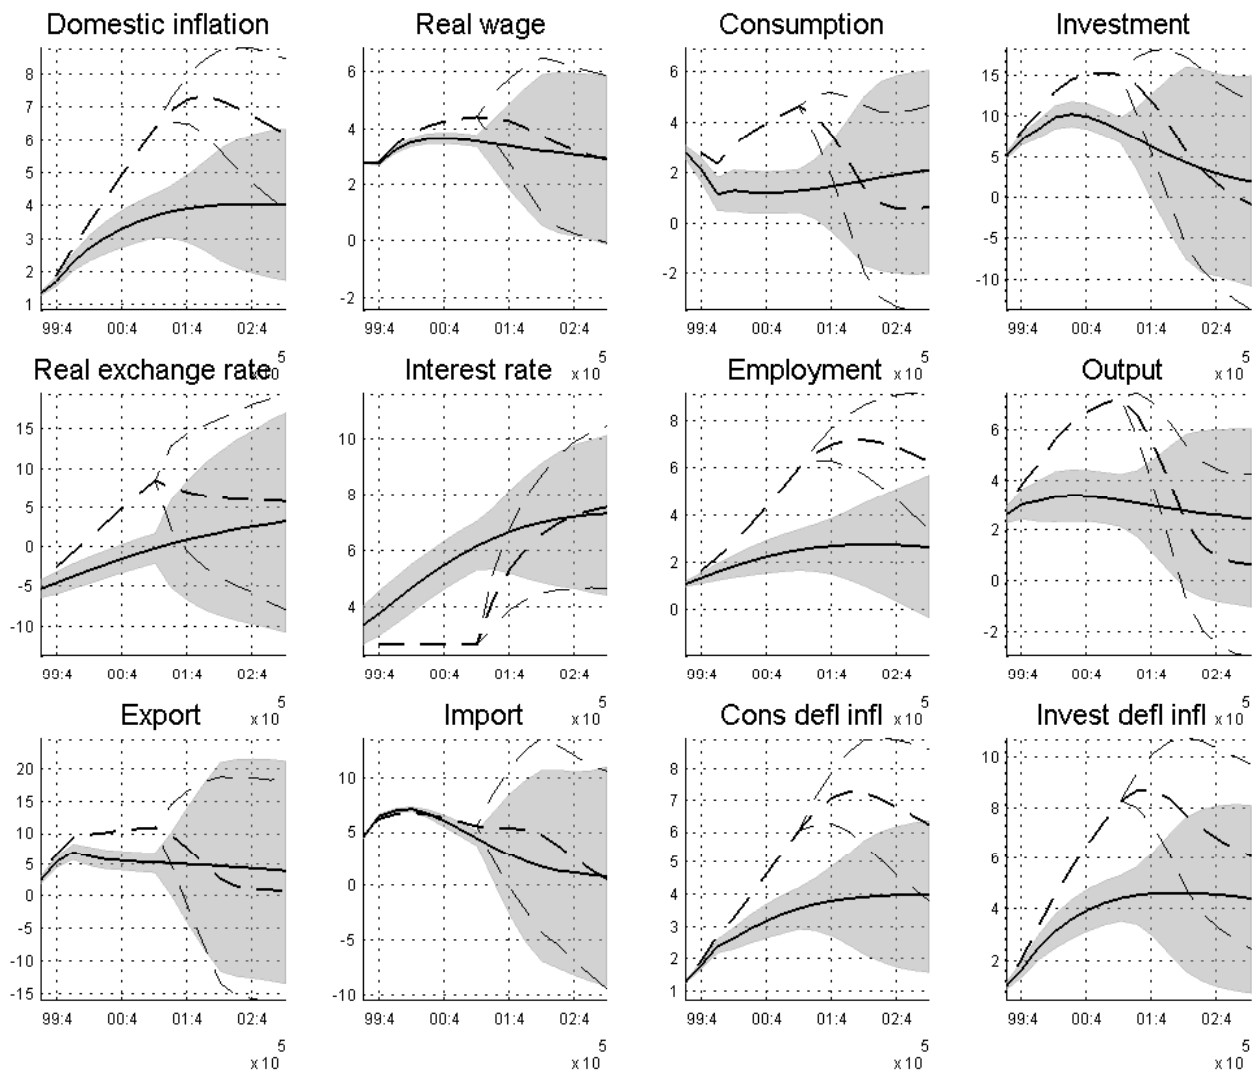 Domestic inflation
Real wage
Consumption
Investment
8
7
6
5
4
3
2
1
6
4
2
0
-2
6
4
2
0
-2
15
10
5
0
-5
-10
99:4 00:4 01:4 02:4
99:4 00:4 01:4 02:4
99:4 00:4 01:4 02:4
99:4 00:4 01:4 02:4
x 10 5
x 10 5
x 10 5
x 10 5
Real exchange rate
Interest rate
Employment
Output
15
10
5
0
-5
-10
10
8
6
4
8
6
4
2
0
6
4
2
0
-2
99:4 00:4 01:4 02:4
99:4 00:4 01:4 02:4
99:4 00:4 01:4 02:4
99:4 00:4 01:4 02:4
x 10 5
x 10 5
x 10 5
x 10 5
Export
Import
Cons defl infl
Invest defl infl
20
15
10
5
0
-5
-10
-15
10
5
0
-5
-10
8
7
6
5
4
3
2
1
10
8
6
4
2
99:4 00:4 01:4 02:4
99:4 00:4 01:4 02:4
99:4 00:4 01:4 02:4
99:4 00:4 01:4 02:4
x 10 5
x 10 5
x 10 5
x 10 5